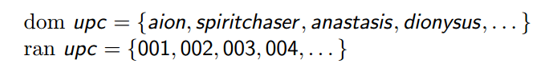 dom upc = {aion, spiritchaser, anastasis, dionysus, . . . }
ran upc = {001, 002, 003, 004, . . . }